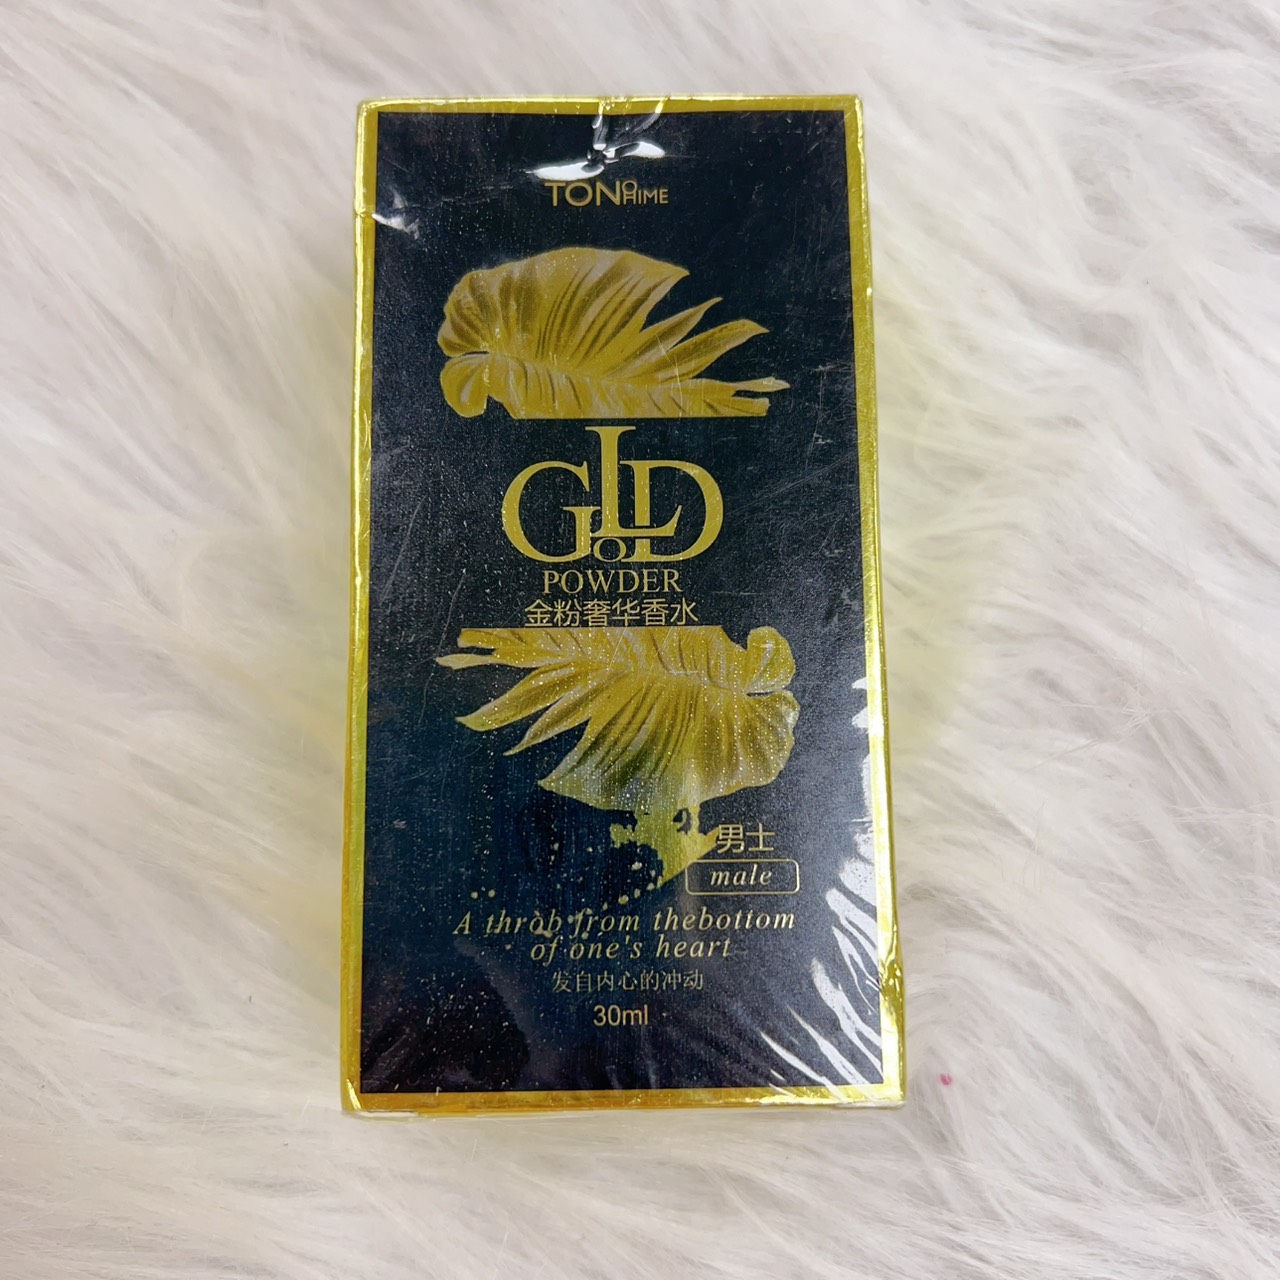 TONOHIME
GOLD
POWDER
金粉奢华香水
男士
male
A throb from thebottom
of one's heart
发自内心的冲动
30ml